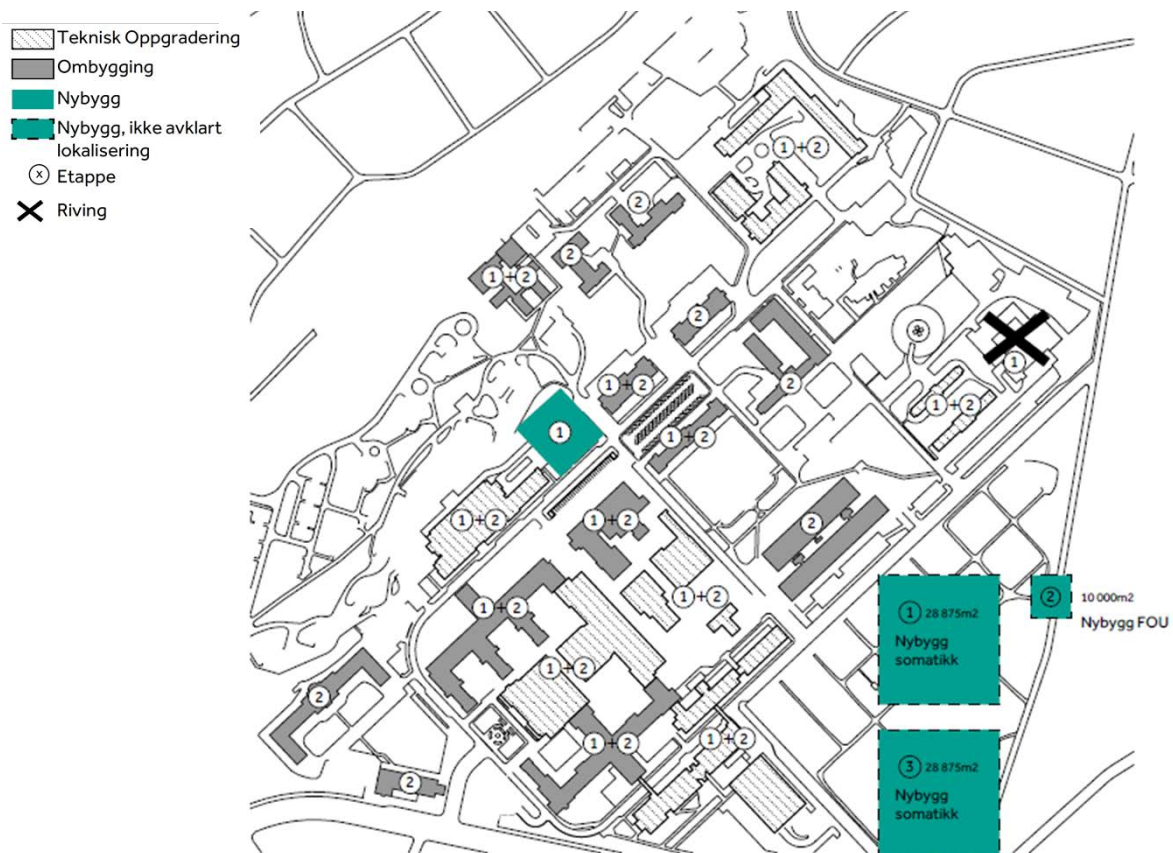 Teknisk Oppgradering
Ombygging
Nybygg
Nybygg, ikke avklart
lokalisering
x Etappe
Riving
1+2
2
2
1+2
2
2
1
1+2
2
1+2
1+2
1
1+2
1+2
2
1+2
1+2
1+2
1+2
2
1+2
1+2
2
1 28 875m2
Nybygg
somatikk
2 10 000m2
Nybygg FOU
3 28 875m2
Nybygg
somatikk